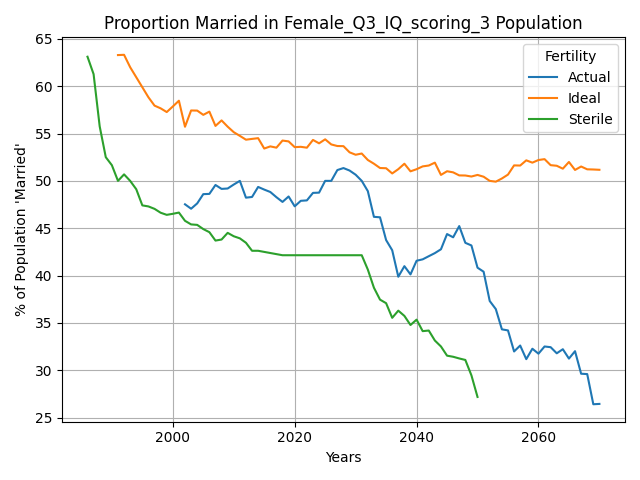 Proportion Married in Female_Q3_IQ_scoring_3 Population
65
60
55
50
45
40
35
30
25
% of Population 'Married'
Fertility
Actual
Ideal
Sterile
2000
2020
2040
2060
Years